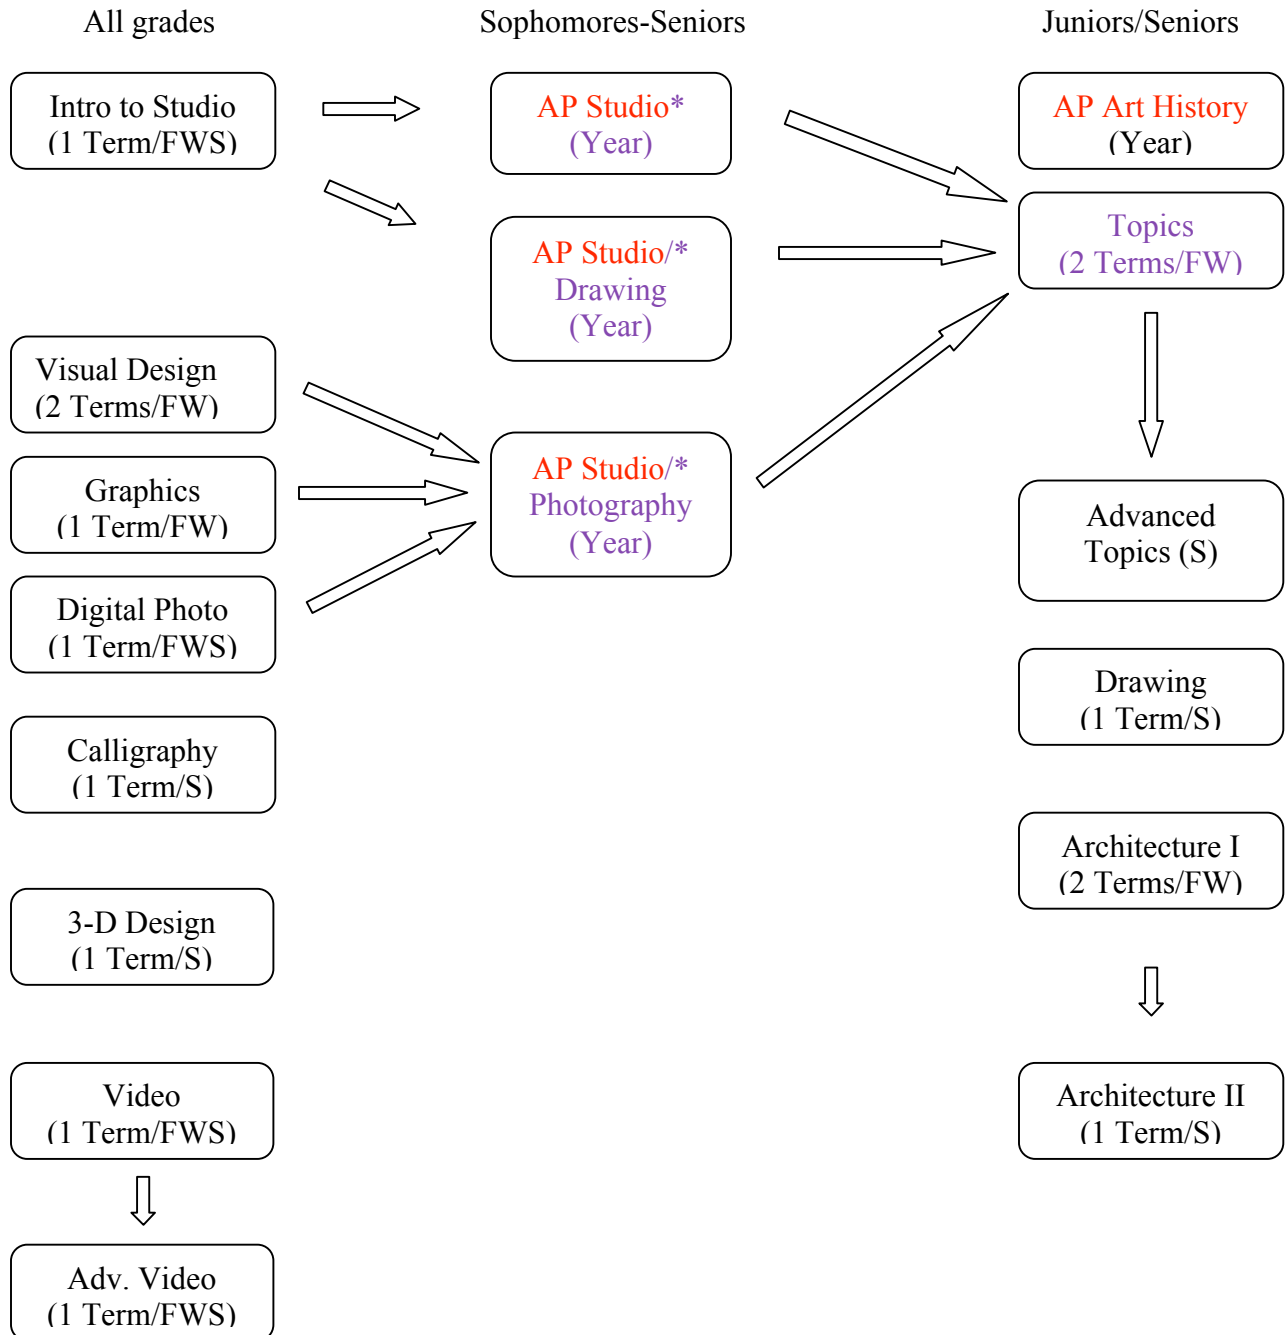 All grades
Sophomores-Seniors
Juniors/Seniors
Intro to Studio
(1 Term/FWS)
AP Studio*
(Year)
AP Art History
(Year)
Topics
(2 Terms/FW)
AP Studio/*
Drawing
(Year)
Visual Design
(2 Terms/FW)
Graphics
(1 Term/FW)
AP Studio/*
Photography
(Year)
Advanced
Topics (S)
Digital Photo
(1 Term/FWS)
Drawing
(1 Term/S)
Calligraphy
(1 Term/S)
Architecture I
(2 Terms/FW)
3-D Design
(1 Term/S)
Video
(1 Term/FWS)
Architecture II
(1 Term/S)
Adv. Video
(1 Term/FWS)